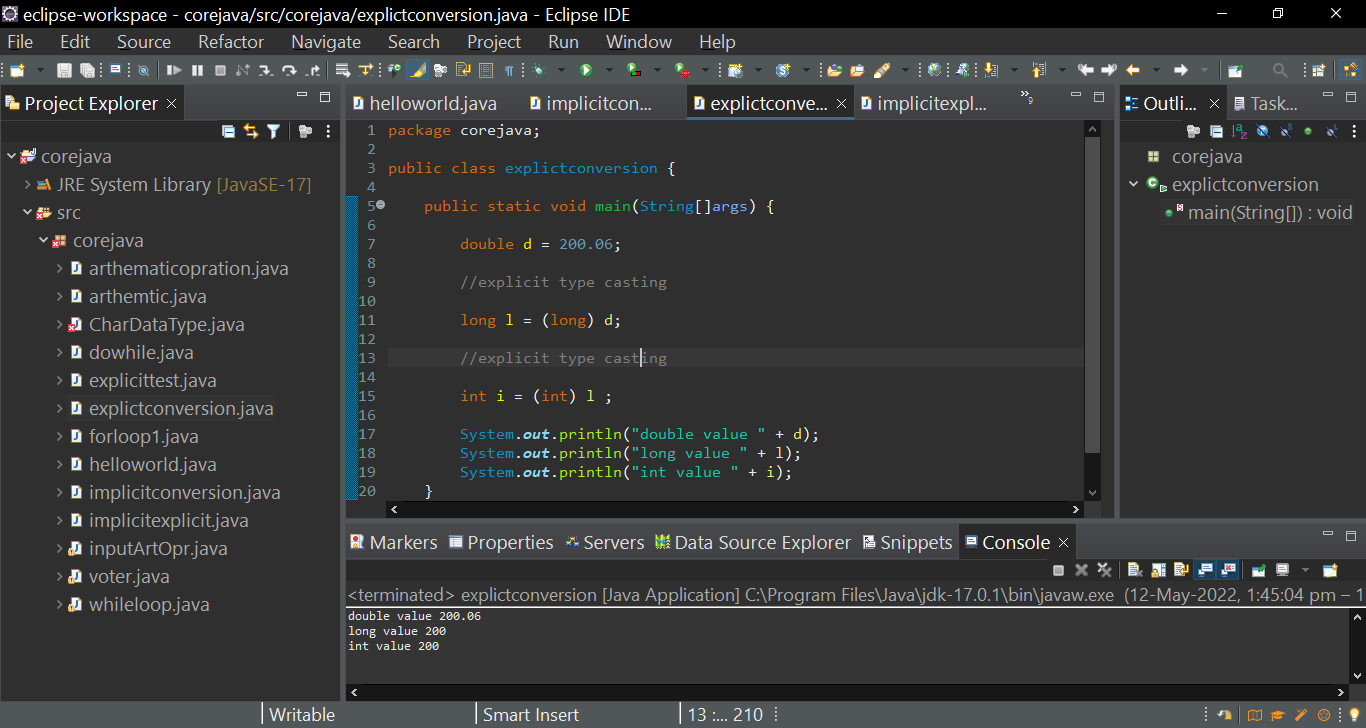 eclipse-workspace - corejava/src/corejava/explictconversion.java - Eclipse IDE
File Edit Source Refactor Navigate Search Project Run Window Help
Project Explorer
corejava
JRE System Library [JavaSE-17]
src
corejava
arthematicopration.java
arthemtic.java
CharDataType.java
dowhile.java
explicittest.java
explictconversion.java
forloop1.java
helloworld.java
implicitconversion.java
implicitexplicit.java
inputArtOpr.java
voter.java
whileloop.java
helloworld.java implicitcon... explictconve... implicitexpl... »9
1 package corejava;
2
3 public class explictconversion {
4
5 public static void main(String[]args) {
6
7 double d = 200.06;
8
9 //explicit type casting
10
11 long l = (long) d;
12
13 //explicit type casting
14
15 int i = (int) l ;
16
17 System.out.println("double value " + d);
18 System.out.println("long value " + l);
19 System.out.println("int value " + i);
20 }
Outli... Task...
corejava
explictconversion
main(String[]) : void
Markers Properties Servers Data Source Explorer Snippets Console
<terminated> explictconversion [Java Application] C:\Program Files\Java\jdk-17.0.1\bin\javaw.exe (12-May-2022, 1:45:04 pm – 1
double value 200.06
long value 200
int value 200
Writable Smart Insert 13 :... 210